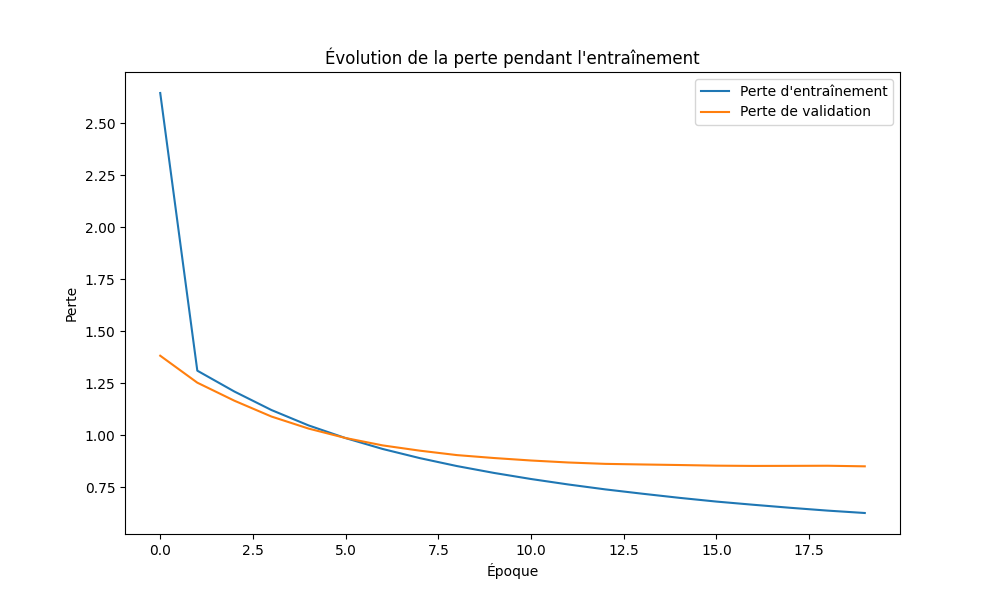 Évolution de la perte pendant l'entraînement
Perte d'entraînement
Perte de validation
2.50
2.25
2.00
1.75
1.50
1.25
1.00
0.75
Perte
0.0 2.5 5.0 7.5 10.0 12.5 15.0 17.5
Époque